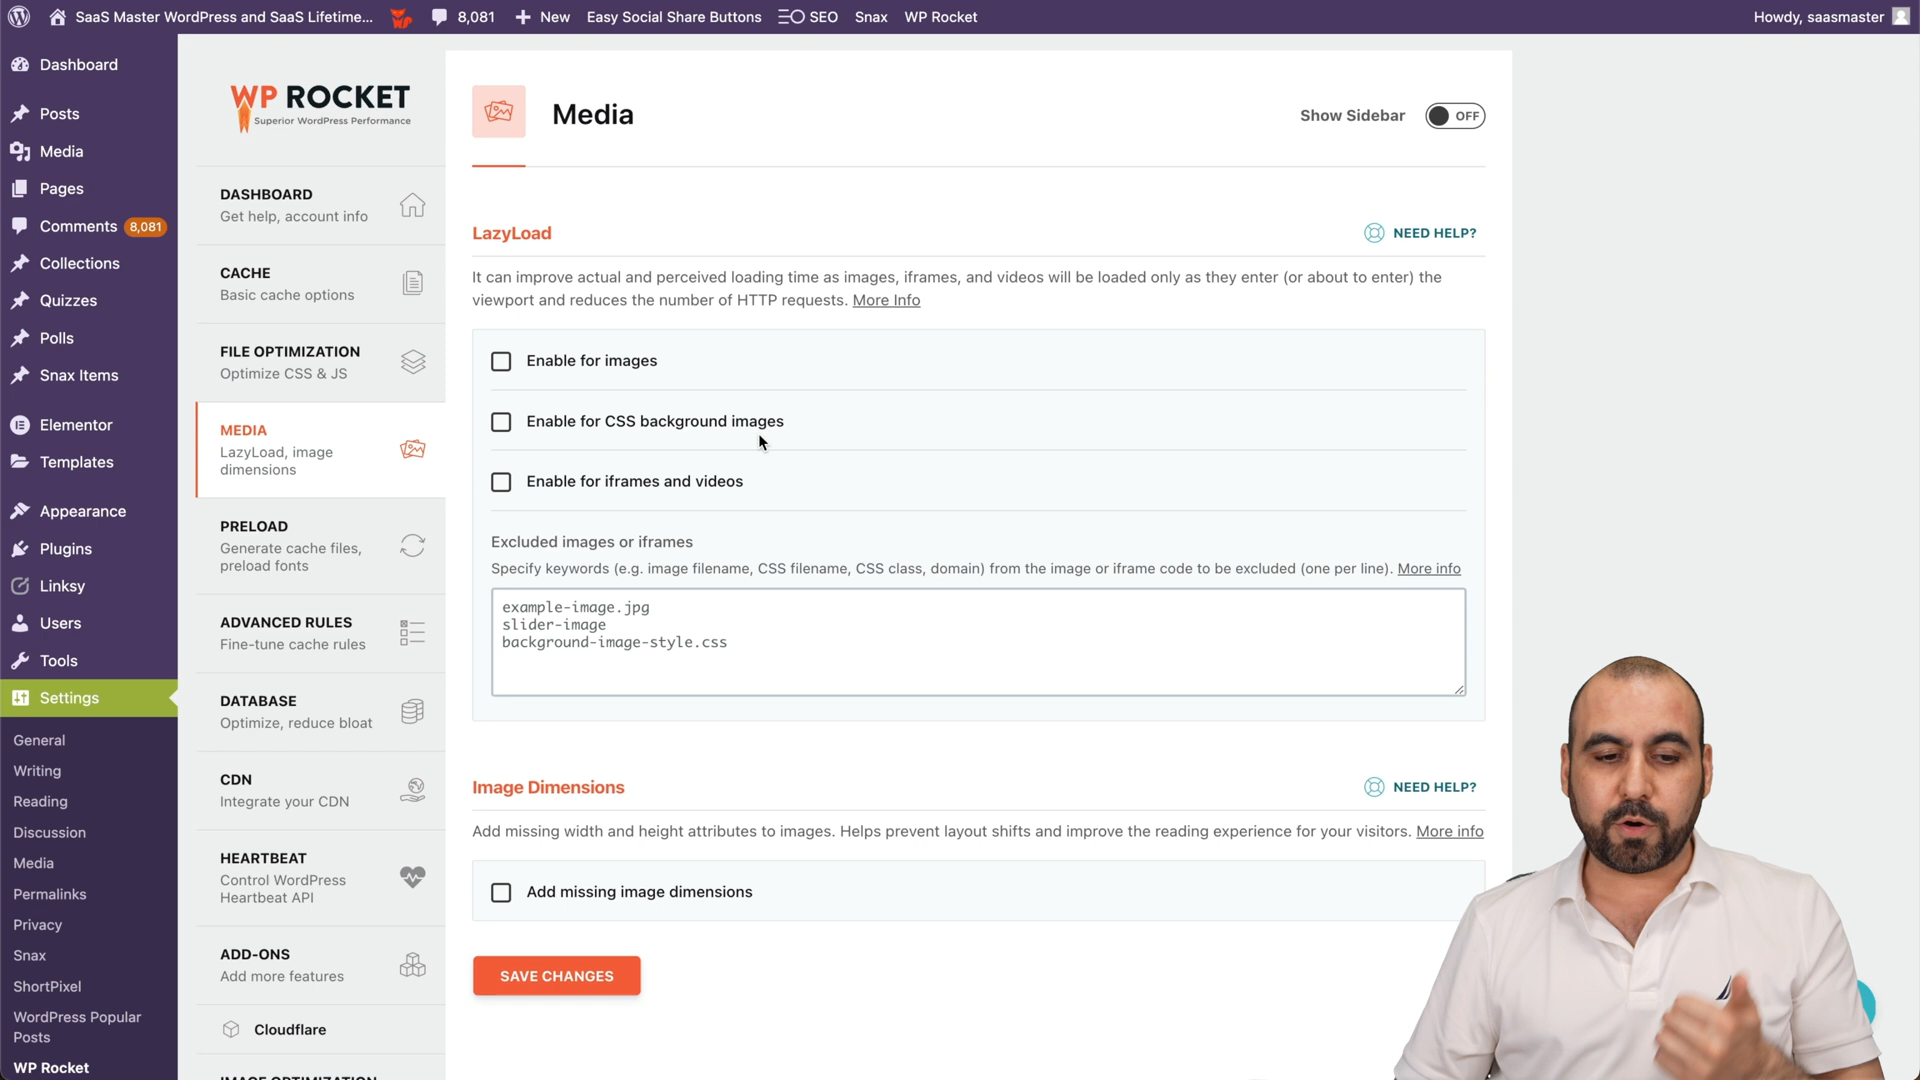 SaaS Master WordPress and SaaS Lifetime...
8,081
New
Easy Social Share Buttons
SEO
Snax
WP Rocket
Howdy, saasmaster
Dashboard
Posts
Media
Pages
Comments 8,081
Collections
Quizzes
Polls
Snax Items
Elementor
Templates
Appearance
Plugins
Linksy
Users
Tools
Settings
General
Writing
Reading
Discussion
Media
Permalinks
Privacy
Snax
ShortPixel
WordPress Popular
Posts
WP Rocket
WP ROCKET
Superior WordPress Performance
DASHBOARD
Get help, account info
CACHE
Basic cache options
FILE OPTIMIZATION
Optimize CSS & JS
MEDIA
LazyLoad, image
dimensions
PRELOAD
Generate cache files,
preload fonts
ADVANCED RULES
Fine-tune cache rules
DATABASE
Optimize, reduce bloat
CDN
Integrate your CDN
HEARTBEAT
Control WordPress
Heartbeat API
ADD-ONS
Add more features
Cloudflare
IMAGE OPTIMIZATION
Media
Show Sidebar
OFF
LazyLoad
NEED HELP?
It can improve actual and perceived loading time as images, iframes, and videos will be loaded only as they enter (or about to enter) the
viewport and reduces the number of HTTP requests. More Info
Enable for images
Enable for CSS background images
Enable for iframes and videos
Excluded images or iframes
Specify keywords (e.g. image filename, CSS filename, CSS class, domain) from the image or iframe code to be excluded (one per line). More info
example-image.jpg
slider-image
background-image-style.css
Image Dimensions
NEED HELP?
Add missing width and height attributes to images. Helps prevent layout shifts and improve the reading experience for your visitors. More info
Add missing image dimensions
SAVE CHANGES